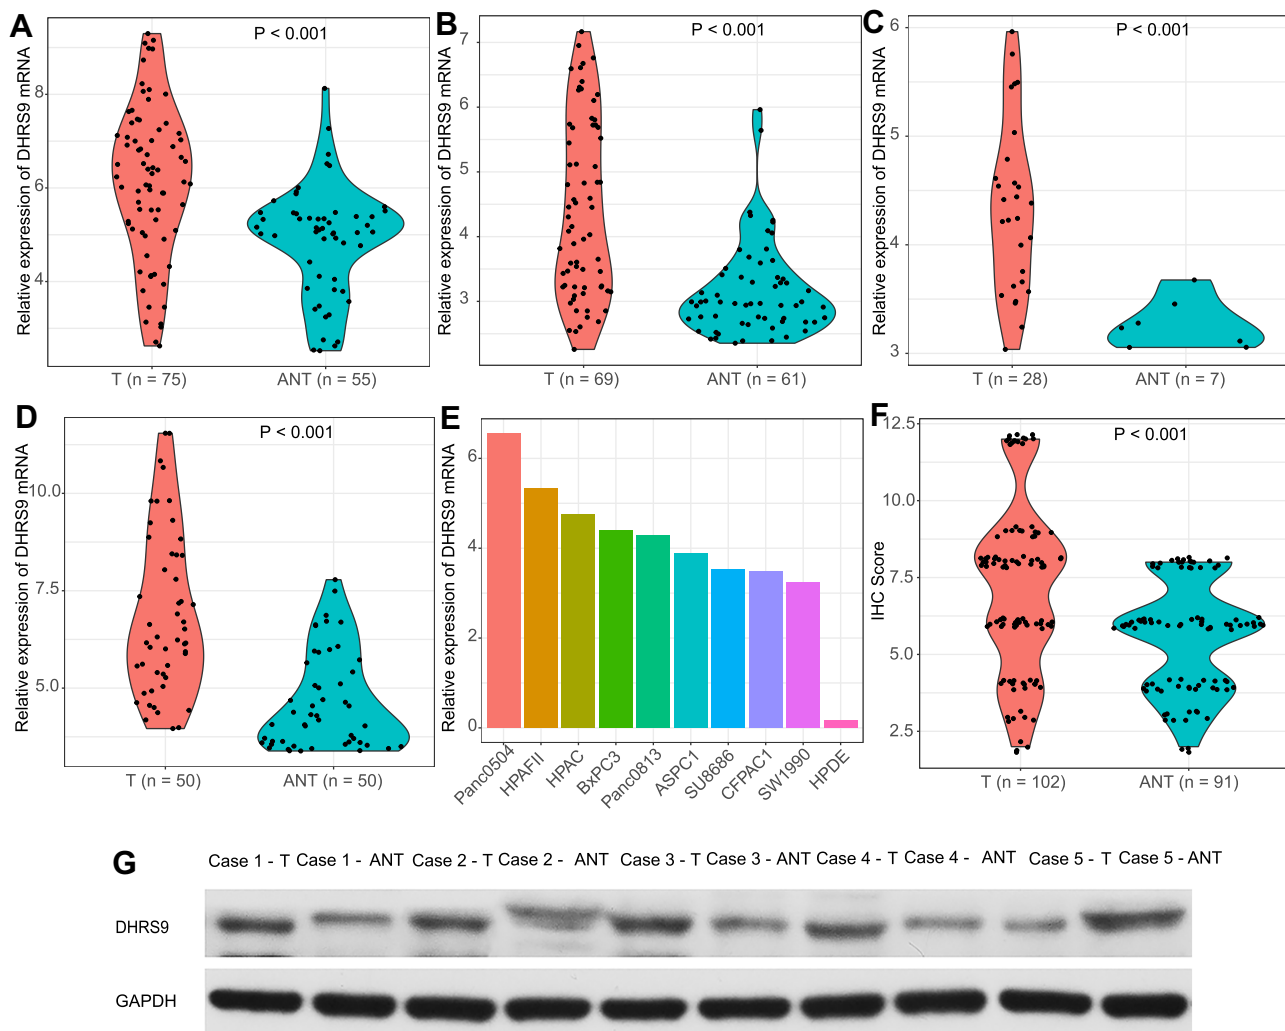 A
Relative expression of DHRS9 mRNA
P < 0.001
8
6
4
T (n = 75)
ANT (n = 55)
B
Relative expression of DHRS9 mRNA
P < 0.001
7
6
5
4
3
T (n = 69)
ANT (n = 61)
C
Relative expression of DHRS9 mRNA
P < 0.001
6
5
4
3
T (n = 28)
ANT (n = 7)
D
Relative expression of DHRS9 mRNA
P < 0.001
10.0
7.5
5.0
T (n = 50)
ANT (n = 50)
E
Relative expression of DHRS9 mRNA
6
4
2
0
Panc0504
HPAFII
HPAC
BxPC3
Panc0813
ASPC1
SU8686
CFPAC1
SW1990
HPDE
F
IHC Score
P < 0.001
12.5
10.0
7.5
5.0
2.5
T (n = 102)
ANT (n = 91)
G
Case 1 - T Case 1 - ANT Case 2 - T Case 2 - ANT Case 3 - T Case 3 - ANT Case 4 - T Case 4 - ANT Case 5 - T Case 5 - ANT
DHRS9
GAPDH